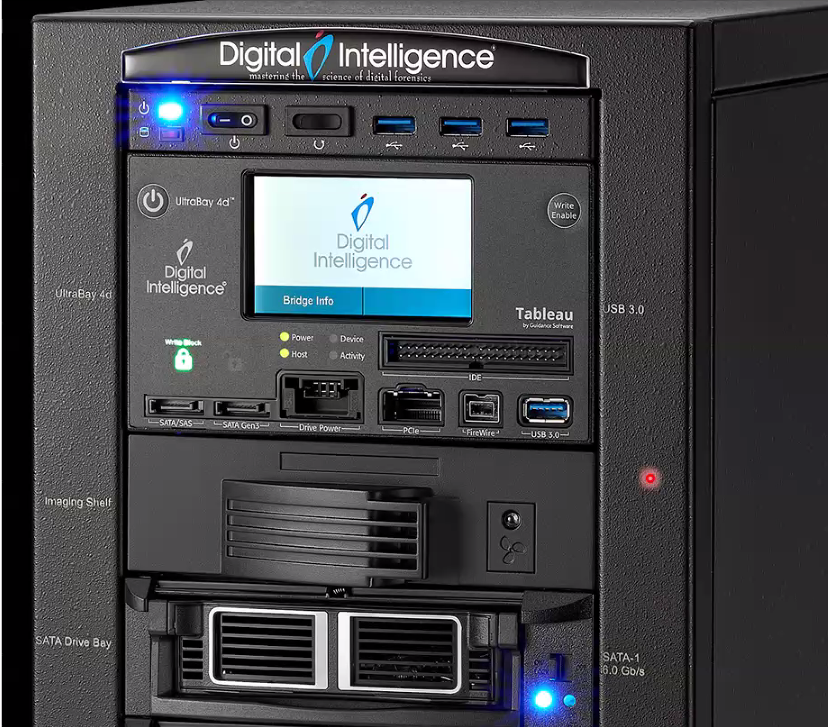 Digital Intelligence®
mastering the science of digital forensics
UltraBay 4d™
Write
Enable
Digital
Intelligence
Digital
Intelligence®
UltraBay 4d
USB 3.0
Bridge Info
Tableau
by Guidance Software
Write Block
Power
Device
Host
Activity
IDE
SATA/SAS
SATA Gen3
Drive Power
PCIe
FireWire
USB 3.0
Imaging Shelf
SATA Drive Bay
SATA-1
6.0 Gb/s